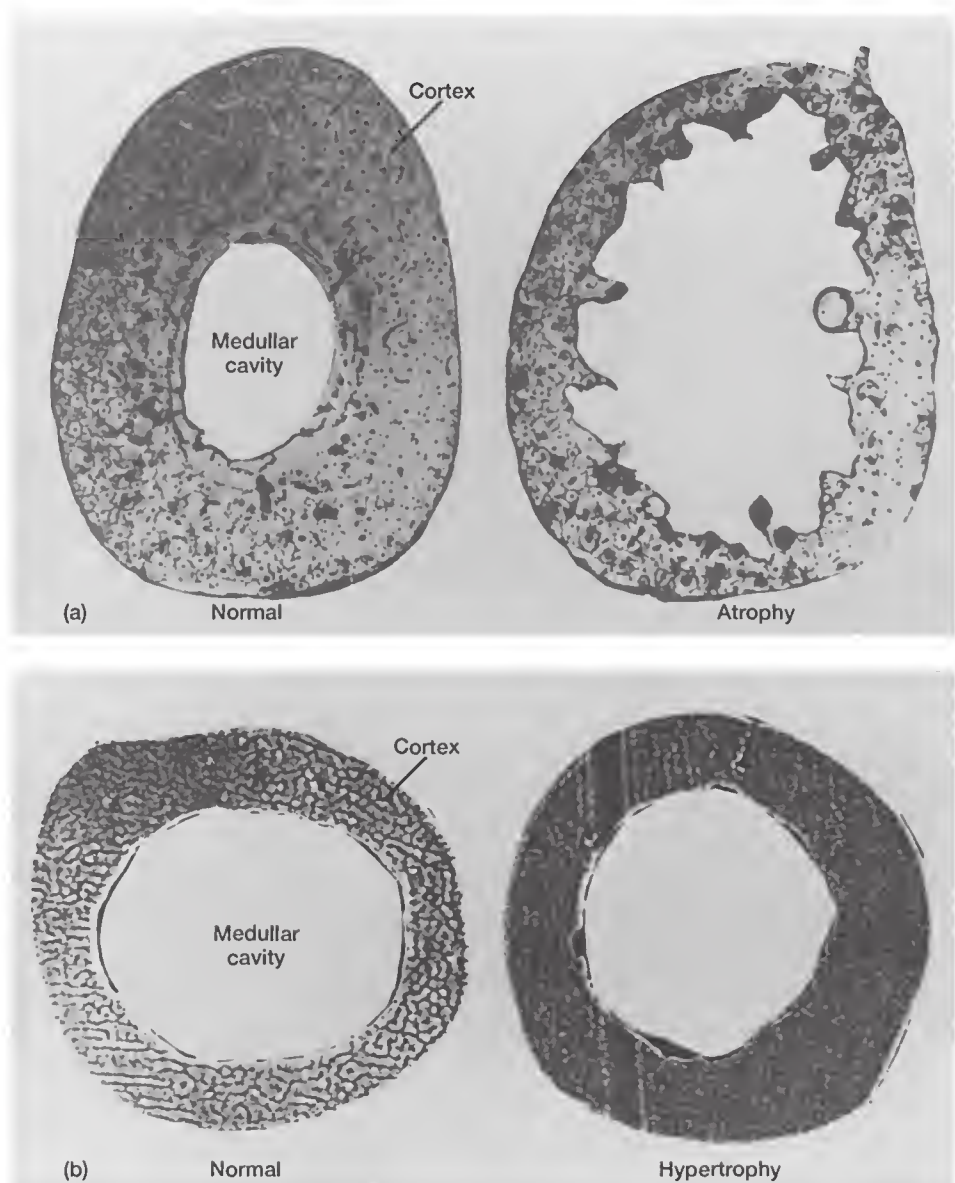 Cortex
Medullar
cavity
(a) Normal Atrophy
Cortex
Medullar
cavity
(b) Normal Hypertrophy